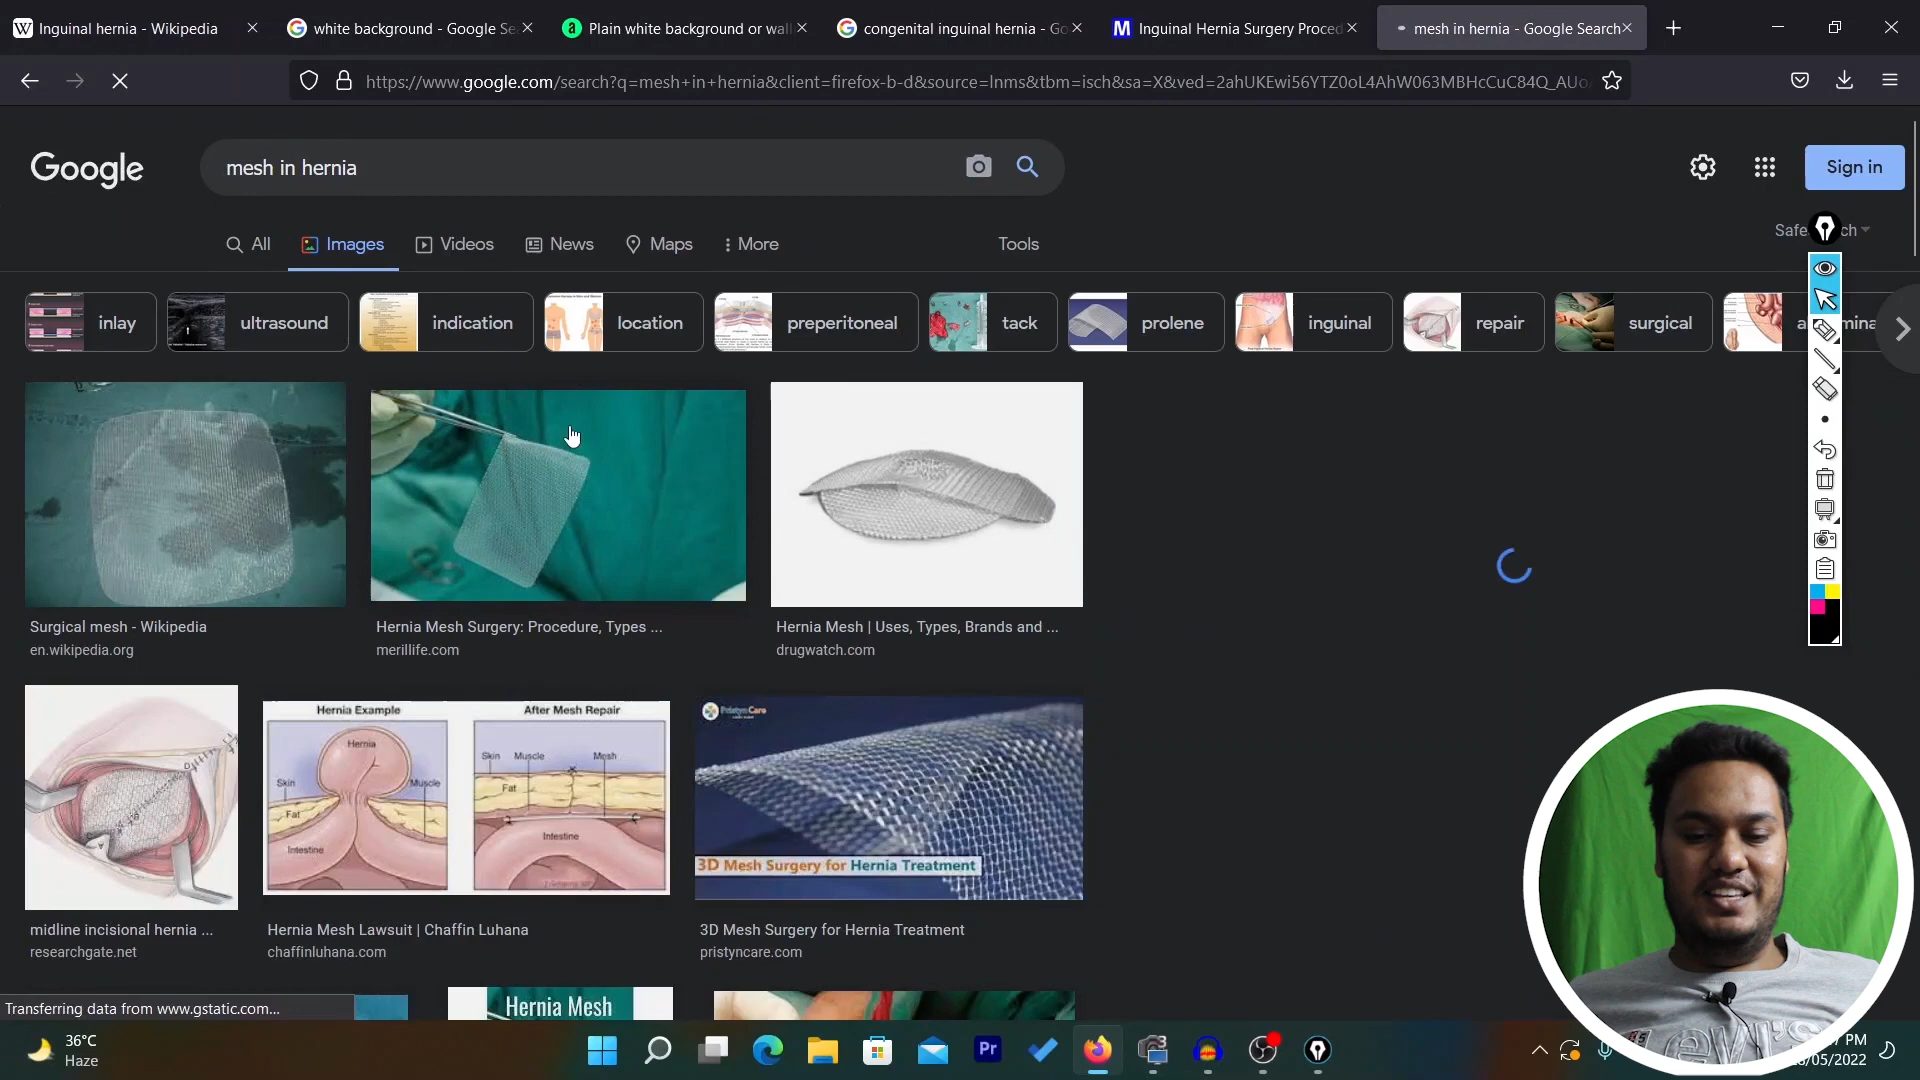 Inguinal hernia - Wikipedia
white background - Google Se
Plain white background or wall
congenital inguinal hernia - Go
Inguinal Hernia Surgery Proced
mesh in hernia - Google Search
https://www.google.com/search?q=mesh+in+hernia&client=firefox-b-d&source=lnms&tbm=isch&sa=X&ved=2ahUKEwi56YTZ0oL4AhW063MBHcCuC84Q_AUo
Google
mesh in hernia
Sign in
All
Images
Videos
News
Maps
More
Tools
inlay
ultrasound
indication
location
preperitoneal
tack
prolene
inguinal
repair
surgical
Surgical mesh - Wikipedia
en.wikipedia.org
Hernia Mesh Surgery: Procedure, Types ...
merillife.com
Hernia Mesh | Uses, Types, Brands and ...
drugwatch.com
Hernia Example
Hernia
Skin
Muscle
Fat
Intestine
After Mesh Repair
Skin
Muscle
Mesh
Fat
Intestine
Pristyn Care
3D Mesh Surgery for Hernia Treatment
midline incisional hernia ...
researchgate.net
Hernia Mesh Lawsuit | Chaffin Luhana
chaffinluhana.com
3D Mesh Surgery for Hernia Treatment
pristyncare.com
Hernia Mesh
Transferring data from www.gstatic.com...
36°C
Haze
Pr
7 PM
/05/2022
Levi's